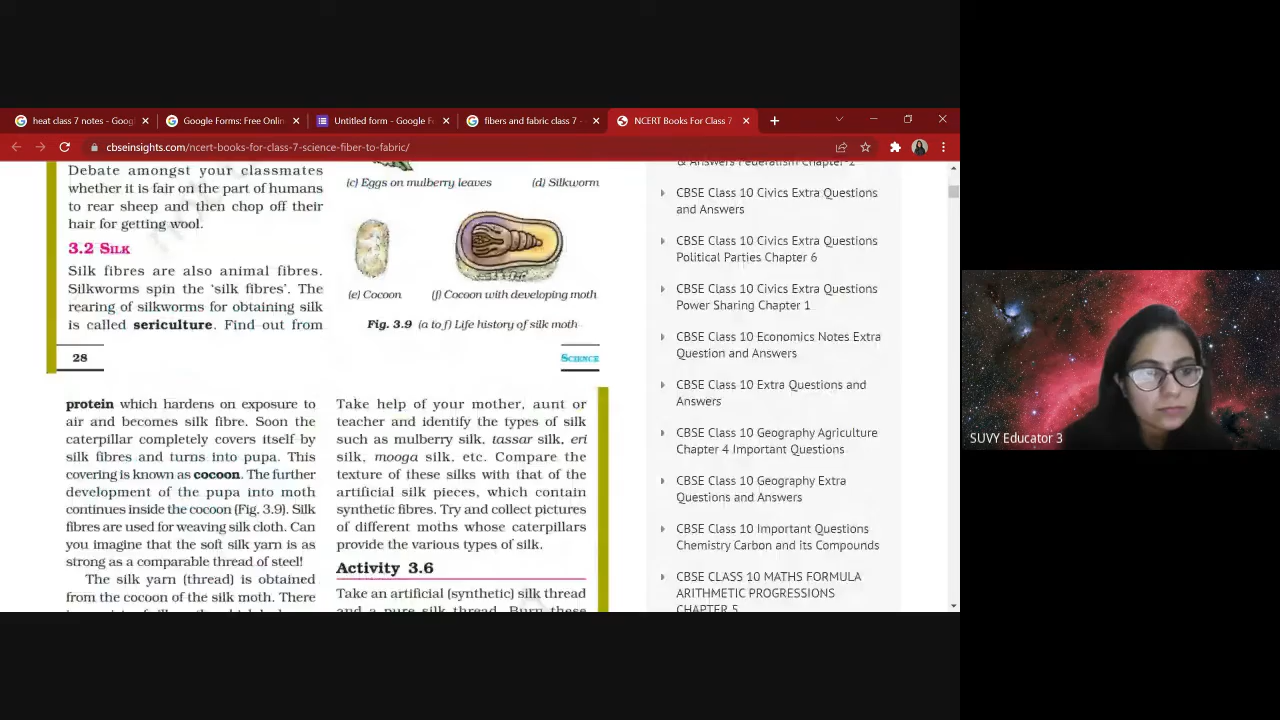 heat class 7 notes - Goog
Google Forms: Free Onlin
Untitled form - Google F
fibers and fabric class 7 -
NCERT Books For Class 7
cbseinsights.com/ncert-books-for-class-7-science-fiber-to-fabric/
Debate amongst your classmates
whether it is fair on the part of humans
to rear sheep and then chop off their
hair for getting wool.
3.2 SILK
Silk fibres are also animal fibres.
Silkworms spin the ‘silk fibres’. The
rearing of silkworms for obtaining silk
is called sericulture. Find out from
28
(c) Eggs on mulberry leaves
(d) Silkworm
(e) Cocoon
(f) Cocoon with developing moth
Fig. 3.9 (a to f) Life history of silk moth
SCIENCE
protein which hardens on exposure to
air and becomes silk fibre. Soon the
caterpillar completely covers itself by
silk fibres and turns into pupa. This
covering is known as cocoon. The further
development of the pupa into moth
continues inside the cocoon (Fig. 3.9). Silk
fibres are used for weaving silk cloth. Can
you imagine that the soft silk yarn is as
strong as a comparable thread of steel!
The silk yarn (thread) is obtained
from the cocoon of the silk moth. There
Take help of your mother, aunt or
teacher and identify the types of silk
such as mulberry silk, tassar silk, eri
silk, mooga silk, etc. Compare the
texture of these silks with that of the
artificial silk pieces, which contain
synthetic fibres. Try and collect pictures
of different moths whose caterpillars
provide the various types of silk.
Activity 3.6
Take an artificial (synthetic) silk thread
and a pure silk thread. Burn these
& Answers Federalism Chapter-2
CBSE Class 10 Civics Extra Questions
and Answers
CBSE Class 10 Civics Extra Questions
Political Parties Chapter 6
CBSE Class 10 Civics Extra Questions
Power Sharing Chapter 1
CBSE Class 10 Economics Notes Extra
Question and Answers
CBSE Class 10 Extra Questions and
Answers
CBSE Class 10 Geography Agriculture
Chapter 4 Important Questions
CBSE Class 10 Geography Extra
Questions and Answers
CBSE Class 10 Important Questions
Chemistry Carbon and its Compounds
CBSE CLASS 10 MATHS FORMULA
ARITHMETIC PROGRESSIONS
CHAPTER 5
SUVY Educator 3